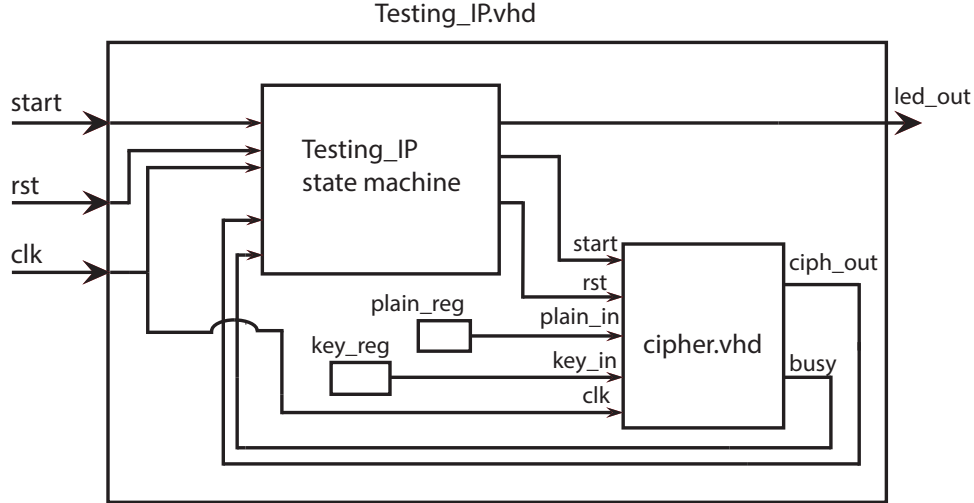 Testing_IP.vhd
start
led_out
Testing_IP
state machine
rst
clk
start
ciph_out
rst
plain_reg
plain_in
key_reg
cipher.vhd
key_in
busy
clk